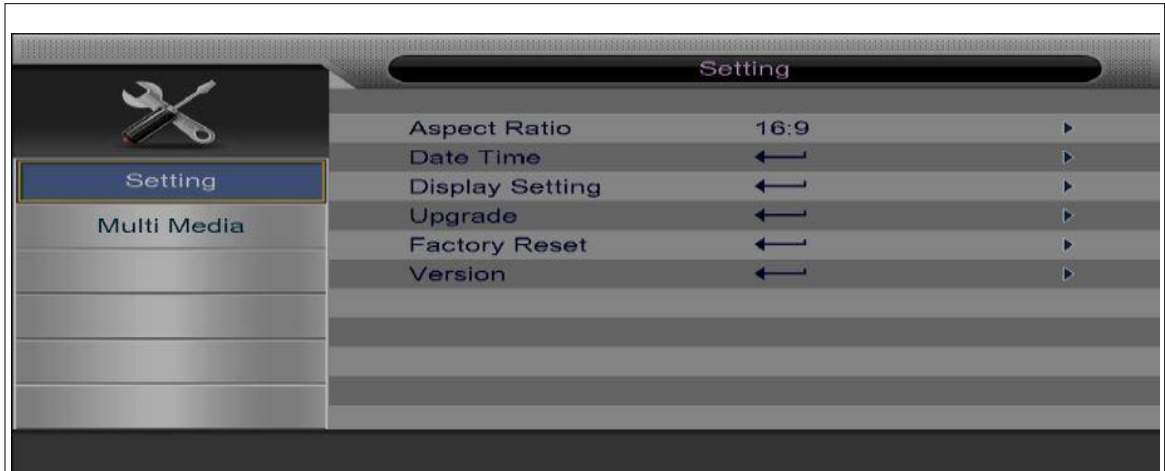 Setting
Setting
Multi Media
Aspect Ratio 16:9
Date Time
Display Setting
Upgrade
Factory Reset
Version